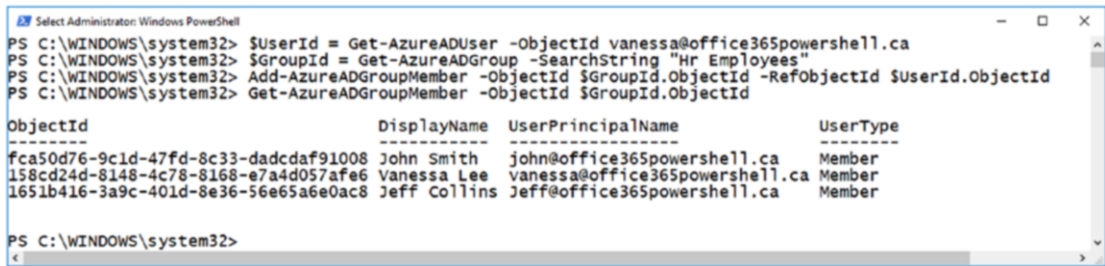 Select Administrator: Windows PowerShell
PS C:\WINDOWS\system32> $UserId = Get-AzureADUser -ObjectId vanessa@office365powershell.ca
PS C:\WINDOWS\system32> $GroupId = Get-AzureADGroup -SearchString "Hr Employees"
PS C:\WINDOWS\system32> Add-AzureADGroupMember -ObjectId $GroupId.ObjectId -RefObjectId $UserId.ObjectId
PS C:\WINDOWS\system32> Get-AzureADGroupMember -ObjectId $GroupId.ObjectId
ObjectId DisplayName UserPrincipalName UserType
-------- ----------- ----------------- --------
fca50d76-9c1d-47fd-8c33-dadcdaf91008 John Smith john@office365powershell.ca Member
158cd24d-8148-4c78-8168-e7a4d057afe6 Vanessa Lee vanessa@office365powershell.ca Member
1651b416-3a9c-401d-8e36-56e65a6e0ac8 Jeff Collins Jeff@office365powershell.ca Member
PS C:\WINDOWS\system32>